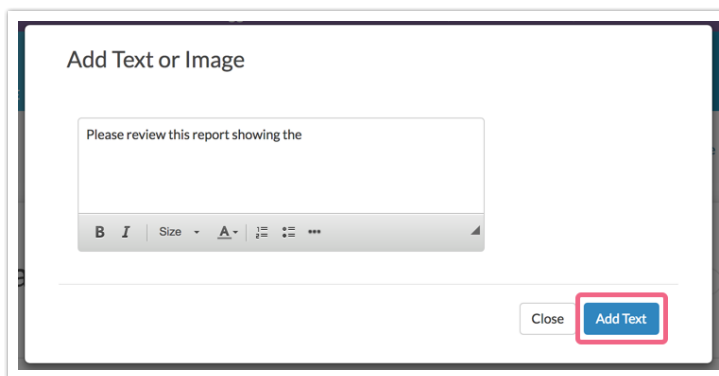 Add Text or Image
Please review this report showing the
B I Size A
Close Add Text